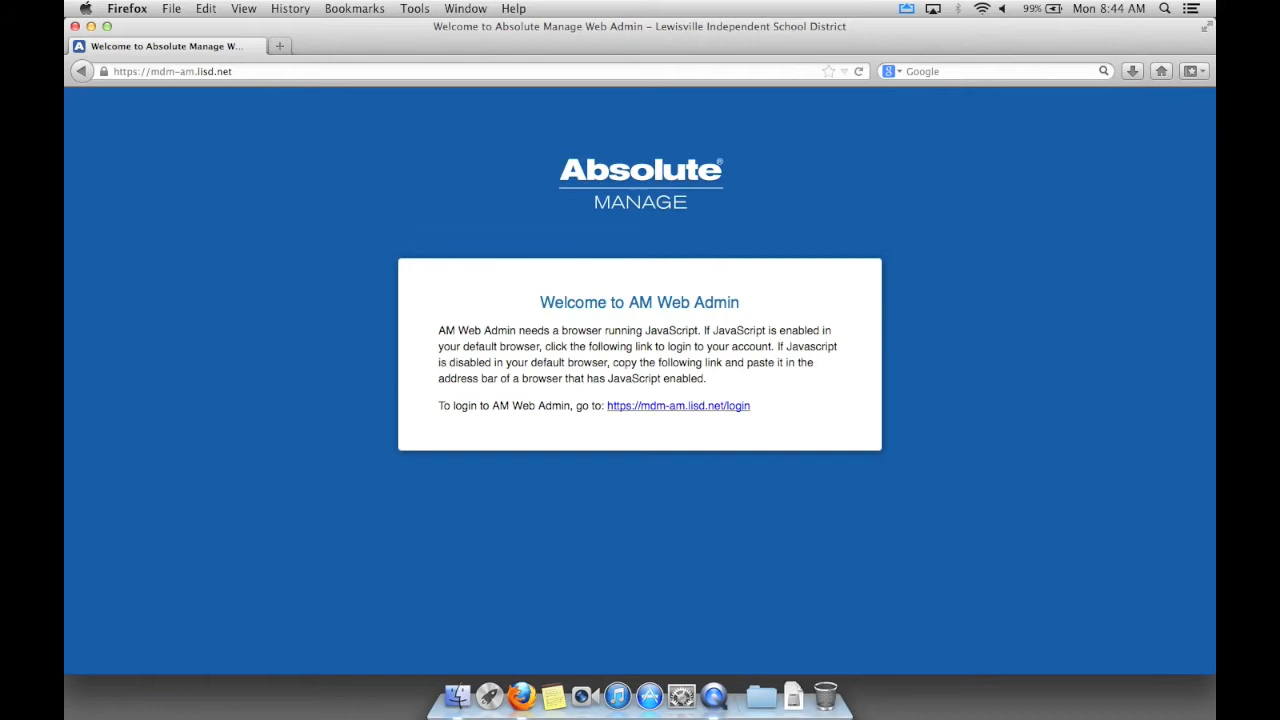 Firefox File Edit View History Bookmarks Tools Window Help 99% Mon 8:44 AM
Welcome to Absolute Manage Web Admin – Lewisville Independent School District
Welcome to Absolute Manage W...
https://mdm-am.lisd.net
Google
Absolute®
MANAGE
Welcome to AM Web Admin
AM Web Admin needs a browser running JavaScript. If JavaScript is enabled in
your default browser, click the following link to login to your account. If Javascript
is disabled in your default browser, copy the following link and paste it in the
address bar of a browser that has JavaScript enabled.
To login to AM Web Admin, go to: https://mdm-am.lisd.net/login